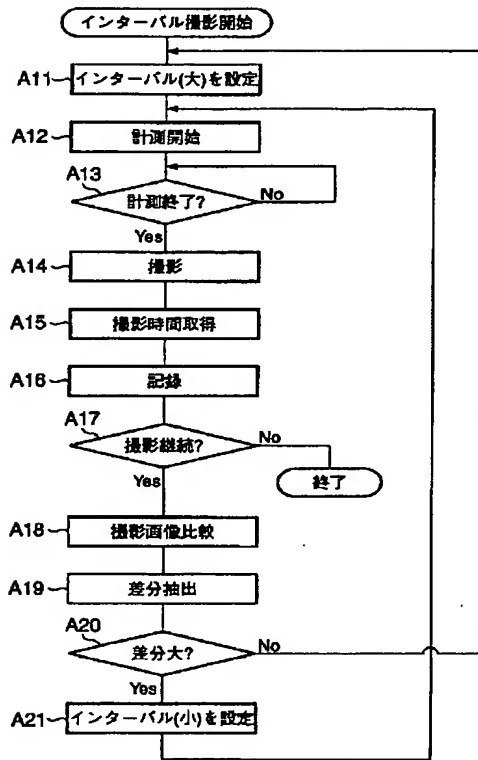 インターバル撮影開始
A11
インターバル(大)を設定
A12
計測開始
A13
計測終了?
No
Yes
A14
撮影
A15
撮影時間取得
A16
記録
A17
撮影継続?
No
Yes
終了
A18
撮影画像比較
A19
差分抽出
A20
差分大?
No
Yes
A21
インターバル(小)を設定